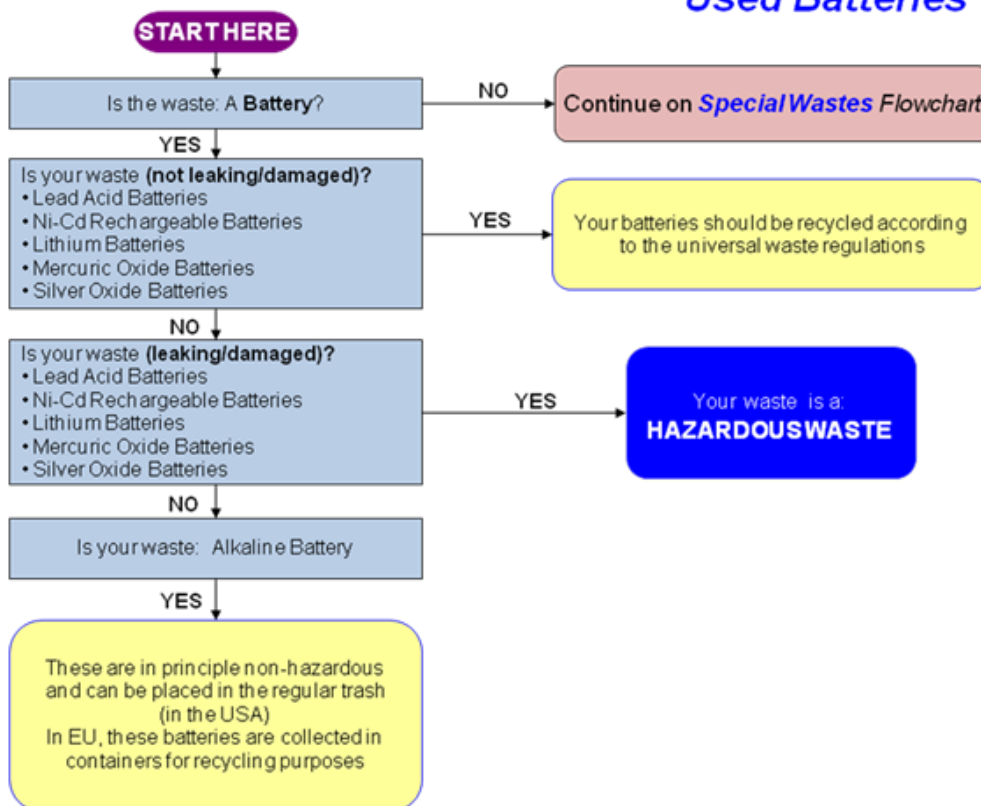 Used Batteries
START HERE
Is the waste: A Battery?
NO
Continue on Special Wastes Flowchart
YES
Is your waste (not leaking/damaged)?
• Lead Acid Batteries
• Ni-Cd Rechargeable Batteries
• Lithium Batteries
• Mercuric Oxide Batteries
• Silver Oxide Batteries
YES
Your batteries should be recycled according
to the universal waste regulations
NO
Is your waste (leaking/damaged)?
• Lead Acid Batteries
• Ni-Cd Rechargeable Batteries
• Lithium Batteries
• Mercuric Oxide Batteries
• Silver Oxide Batteries
YES
Your waste is a:
HAZARDOUS WASTE
NO
Is your waste: Alkaline Battery
YES
These are in principle non-hazardous
and can be placed in the regular trash
(in the USA)
In EU, these batteries are collected in
containers for recycling purposes